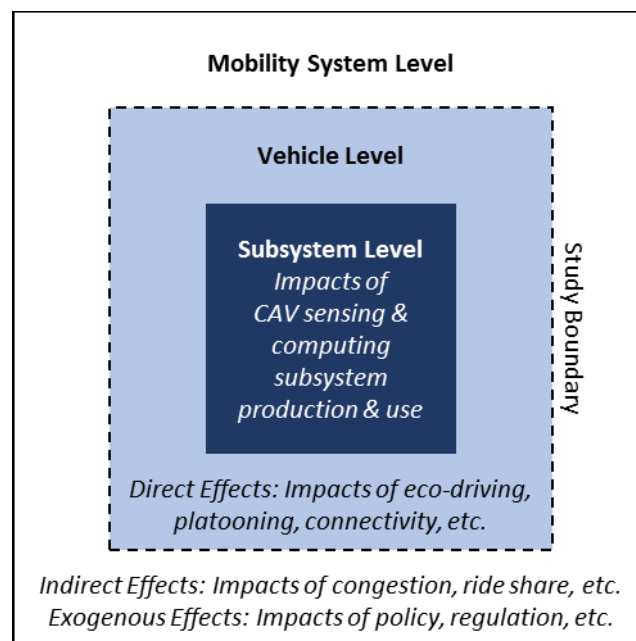 Mobility System Level
Vehicle Level
Subsystem Level
Impacts of
CAV sensing &
computing
subsystem
production & use
Study Boundary
Direct Effects: Impacts of eco-driving,
platooning, connectivity, etc.
Indirect Effects: Impacts of congestion, ride share, etc.
Exogenous Effects: Impacts of policy, regulation, etc.